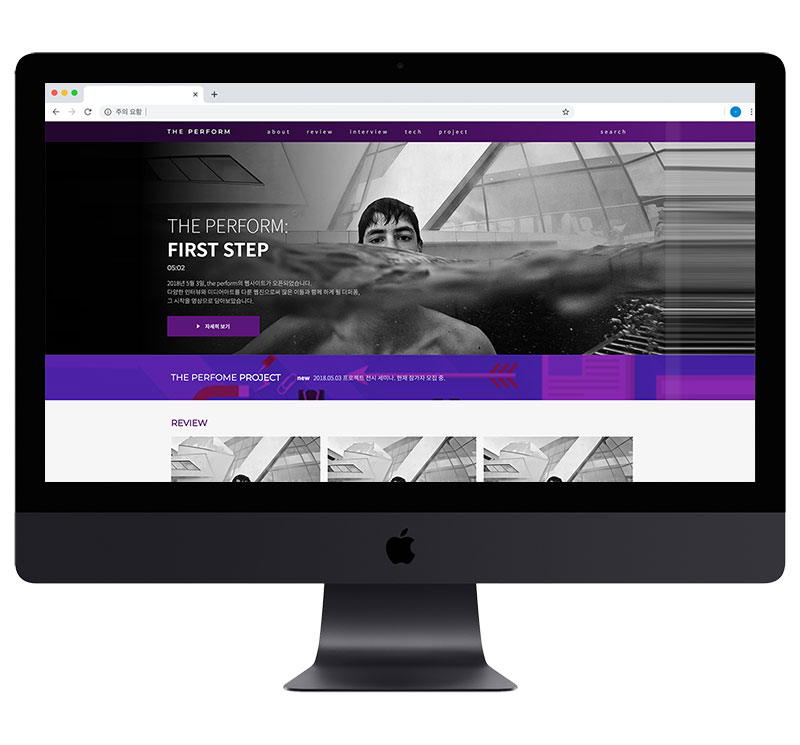 주의 요함
THE PERFORM about review interview tech project search
THE PERFORM:
FIRST STEP
05:02
2018년 5월 3일, the perform의 웹사이트가 오픈되었습니다.
다양한 인터뷰와 미디어아트를 다룬 웹진으로써 많은 이들과 함께 하게 될 더퍼폼,
그 시작을 영상으로 담아보았습니다.
자세히 보기
THE PERFOME PROJECT new 2018.05.03 프로젝트 전시 세미나. 현재 참가자 모집 중.
REVIEW